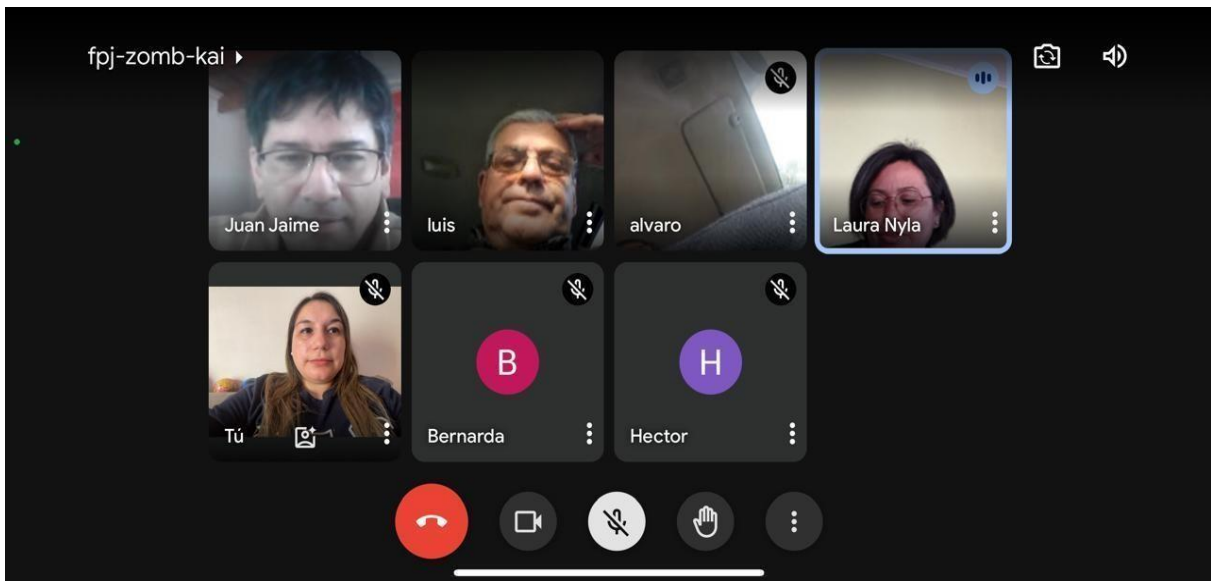 fpj-zomb-kai
Juan Jaime
luis
alvaro
Laura Nyla
Tú
B
Bernarda
H
Hector